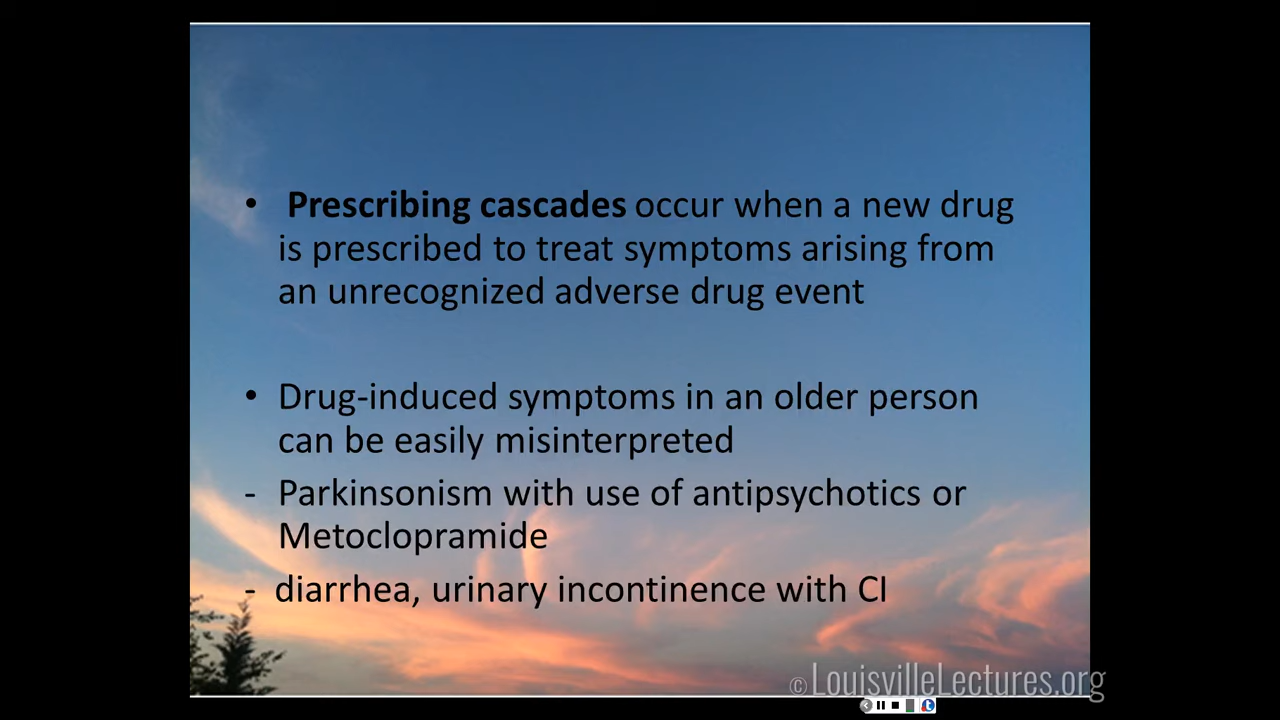 • Prescribing cascades occur when a new drug
is prescribed to treat symptoms arising from
an unrecognized adverse drug event
• Drug-induced symptoms in an older person
can be easily misinterpreted
- Parkinsonism with use of antipsychotics or
Metoclopramide
- diarrhea, urinary incontinence with CI
© LouisvilleLectures.org